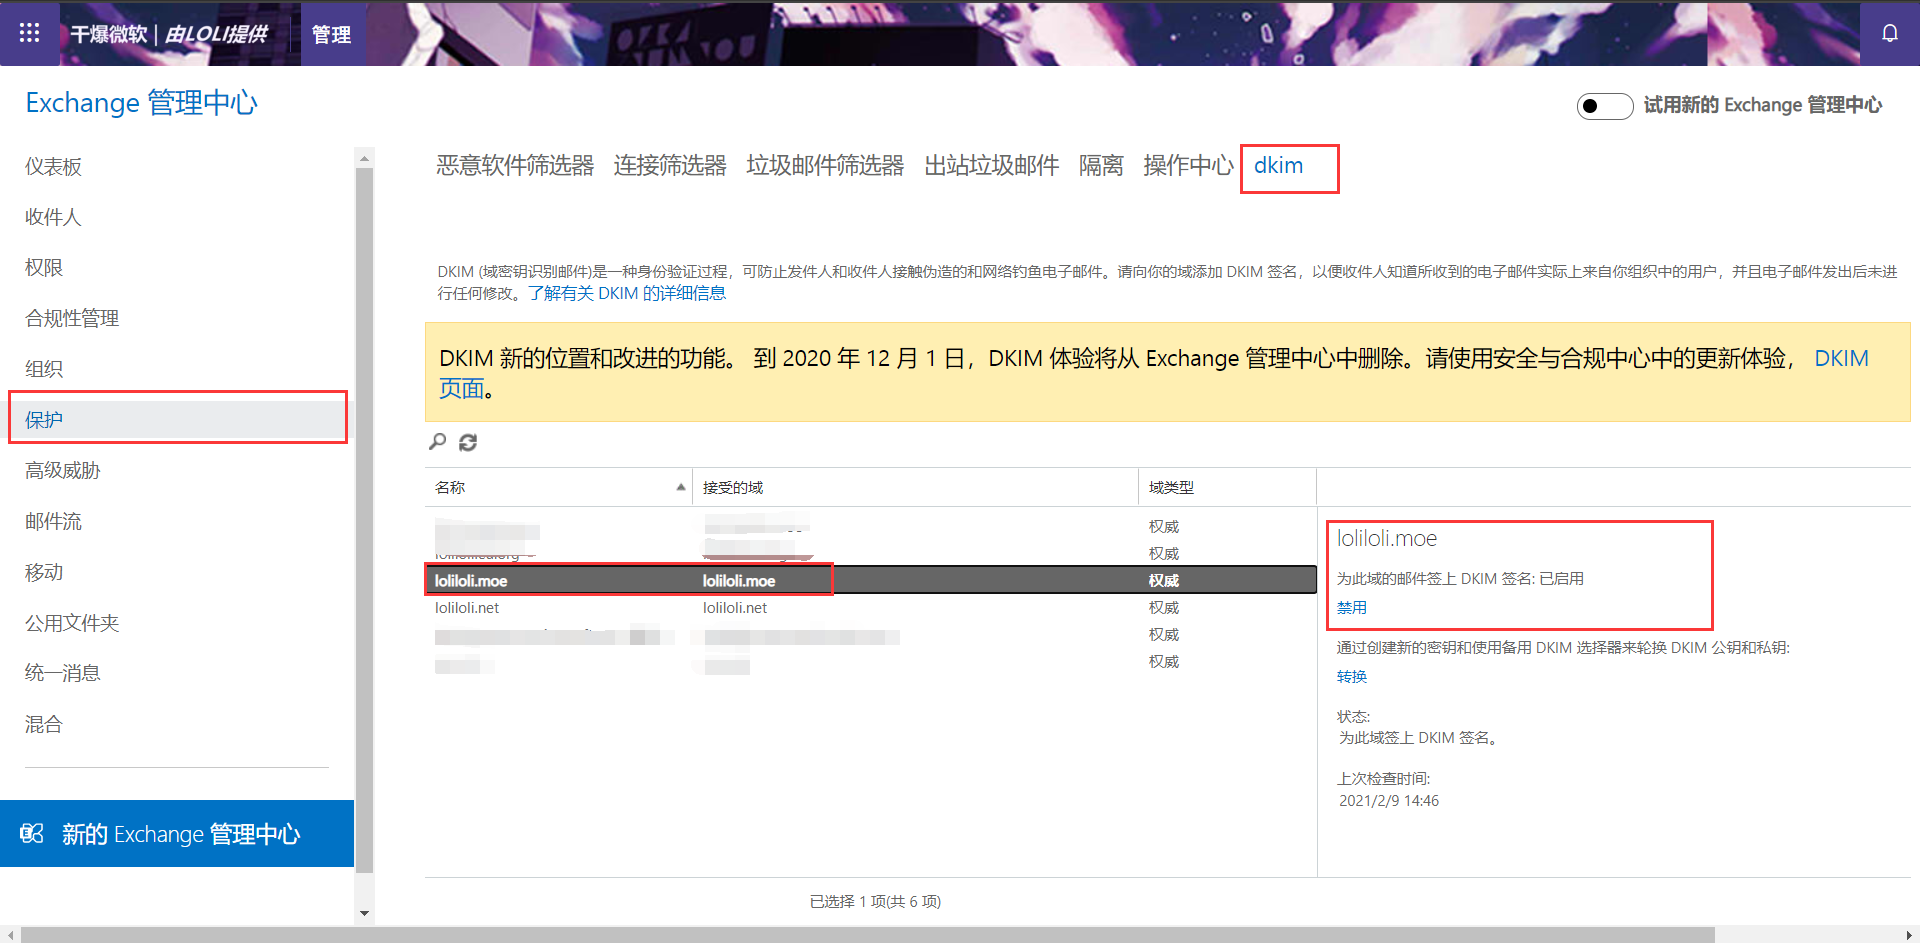 干爆微软 | 由LOLI提供
管理
Exchange 管理中心
试用新的 Exchange 管理中心
仪表板
收件人
权限
合规性管理
组织
保护
高级威胁
邮件流
移动
公用文件夹
统一消息
混合
新的 Exchange 管理中心
恶意软件筛选器 连接筛选器 垃圾邮件筛选器 出站垃圾邮件 隔离 操作中心 dkim
DKIM (域密钥识别邮件)是一种身份验证过程，可防止发件人和收件人接触伪造的和网络钓鱼电子邮件。请向你的域添加 DKIM 签名，以便收件人知道所收到的电子邮件实际上来自你组织中的用户，并且电子邮件发出后未进
行任何修改。了解有关 DKIM 的详细信息
DKIM 新的位置和改进的功能。 到 2020 年 12 月 1 日，DKIM 体验将从 Exchange 管理中心中删除。请使用安全与合规中心中的更新体验， DKIM
页面。
名称 接受的域 域类型
权威
权威
loliloli.moe loliloli.moe 权威
loliloli.net loliloli.net 权威
权威
权威
loliloli.moe
为此域的邮件签上 DKIM 签名: 已启用
禁用
通过创建新的密钥和使用备用 DKIM 选择器来轮换 DKIM 公钥和私钥:
转换
状态:
为此域签上 DKIM 签名。
上次检查时间:
2021/2/9 14:46
已选择 1 项(共 6 项)